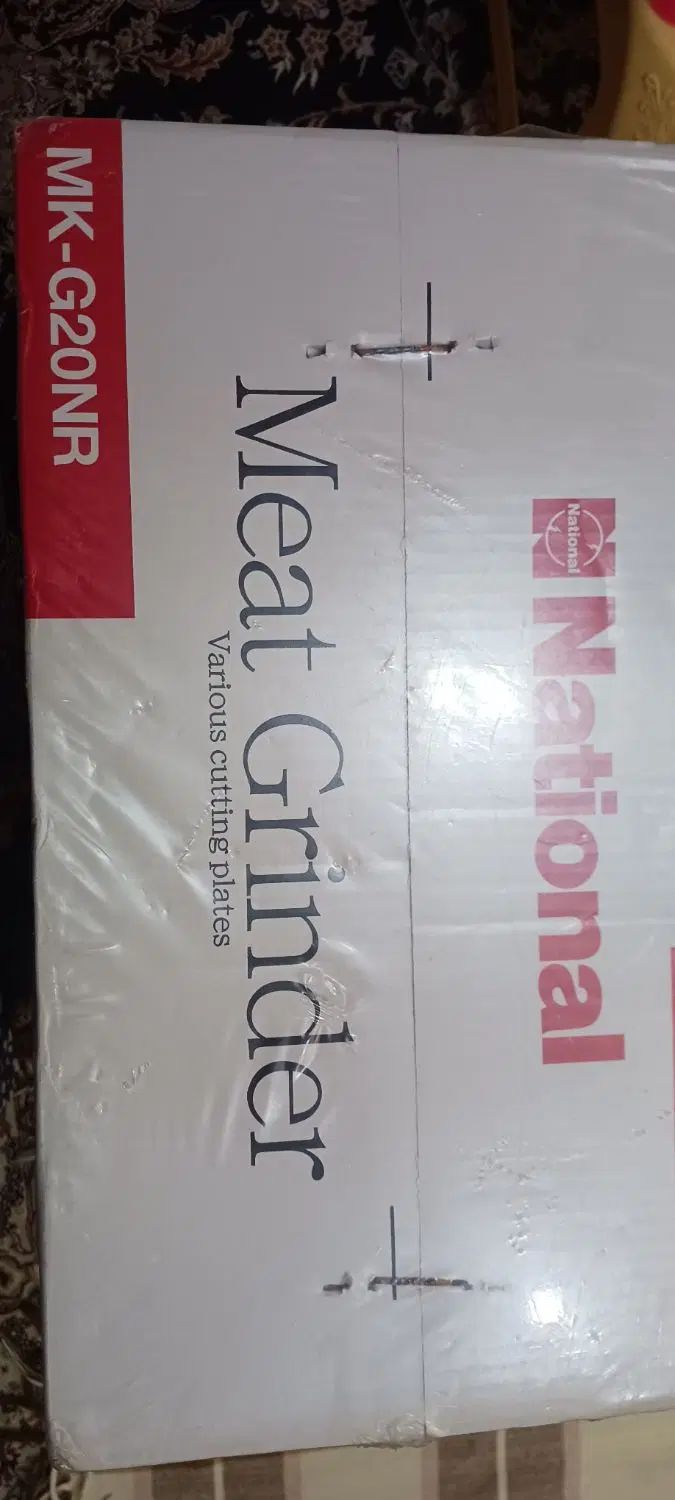 National
National
Meat Grinder
Various cutting plates
MK-G20NR